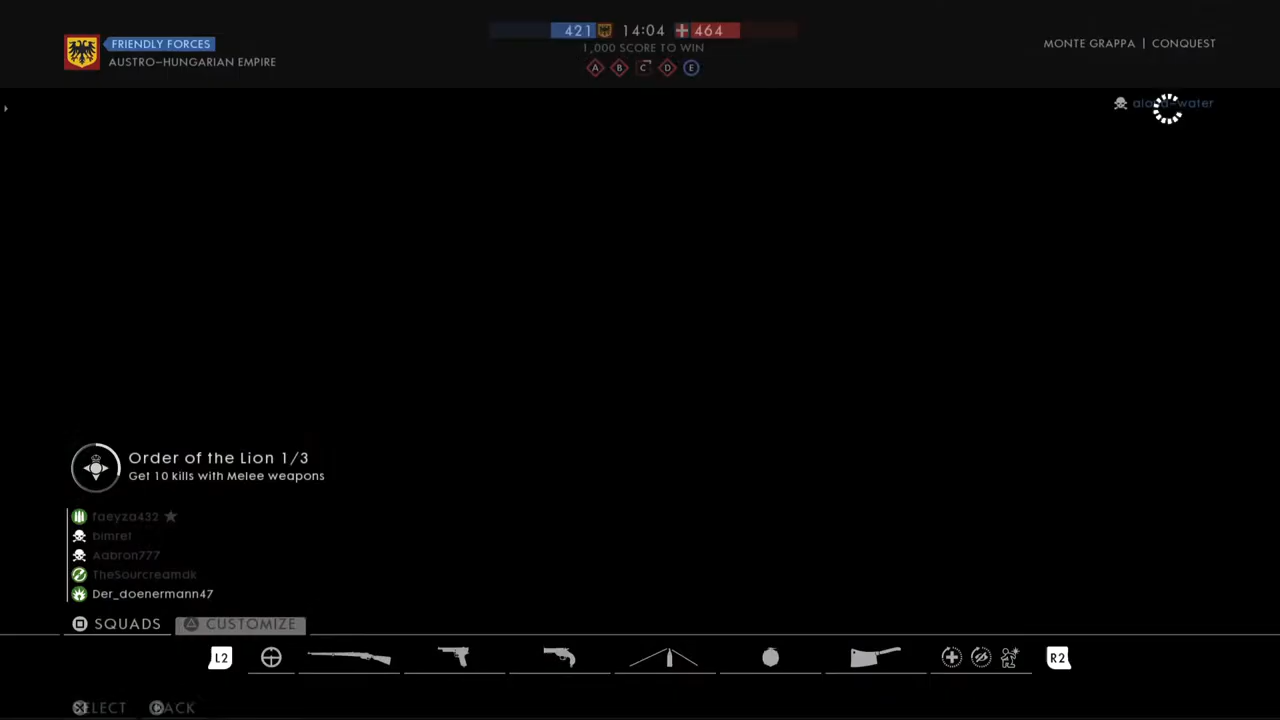 FRIENDLY FORCES
AUSTRO-HUNGARIAN EMPIRE
421 14:04 464
1,000 SCORE TO WIN
A B C D E
MONTE GRAPPA | CONQUEST
Order of the Lion 1/3
Get 10 kills with Melee weapons
faeyza432
bimret
Aabron777
TheSourcreamdk
Der_doenermann47
SQUADS CUSTOMIZE
L2 R2
SELECT BACK